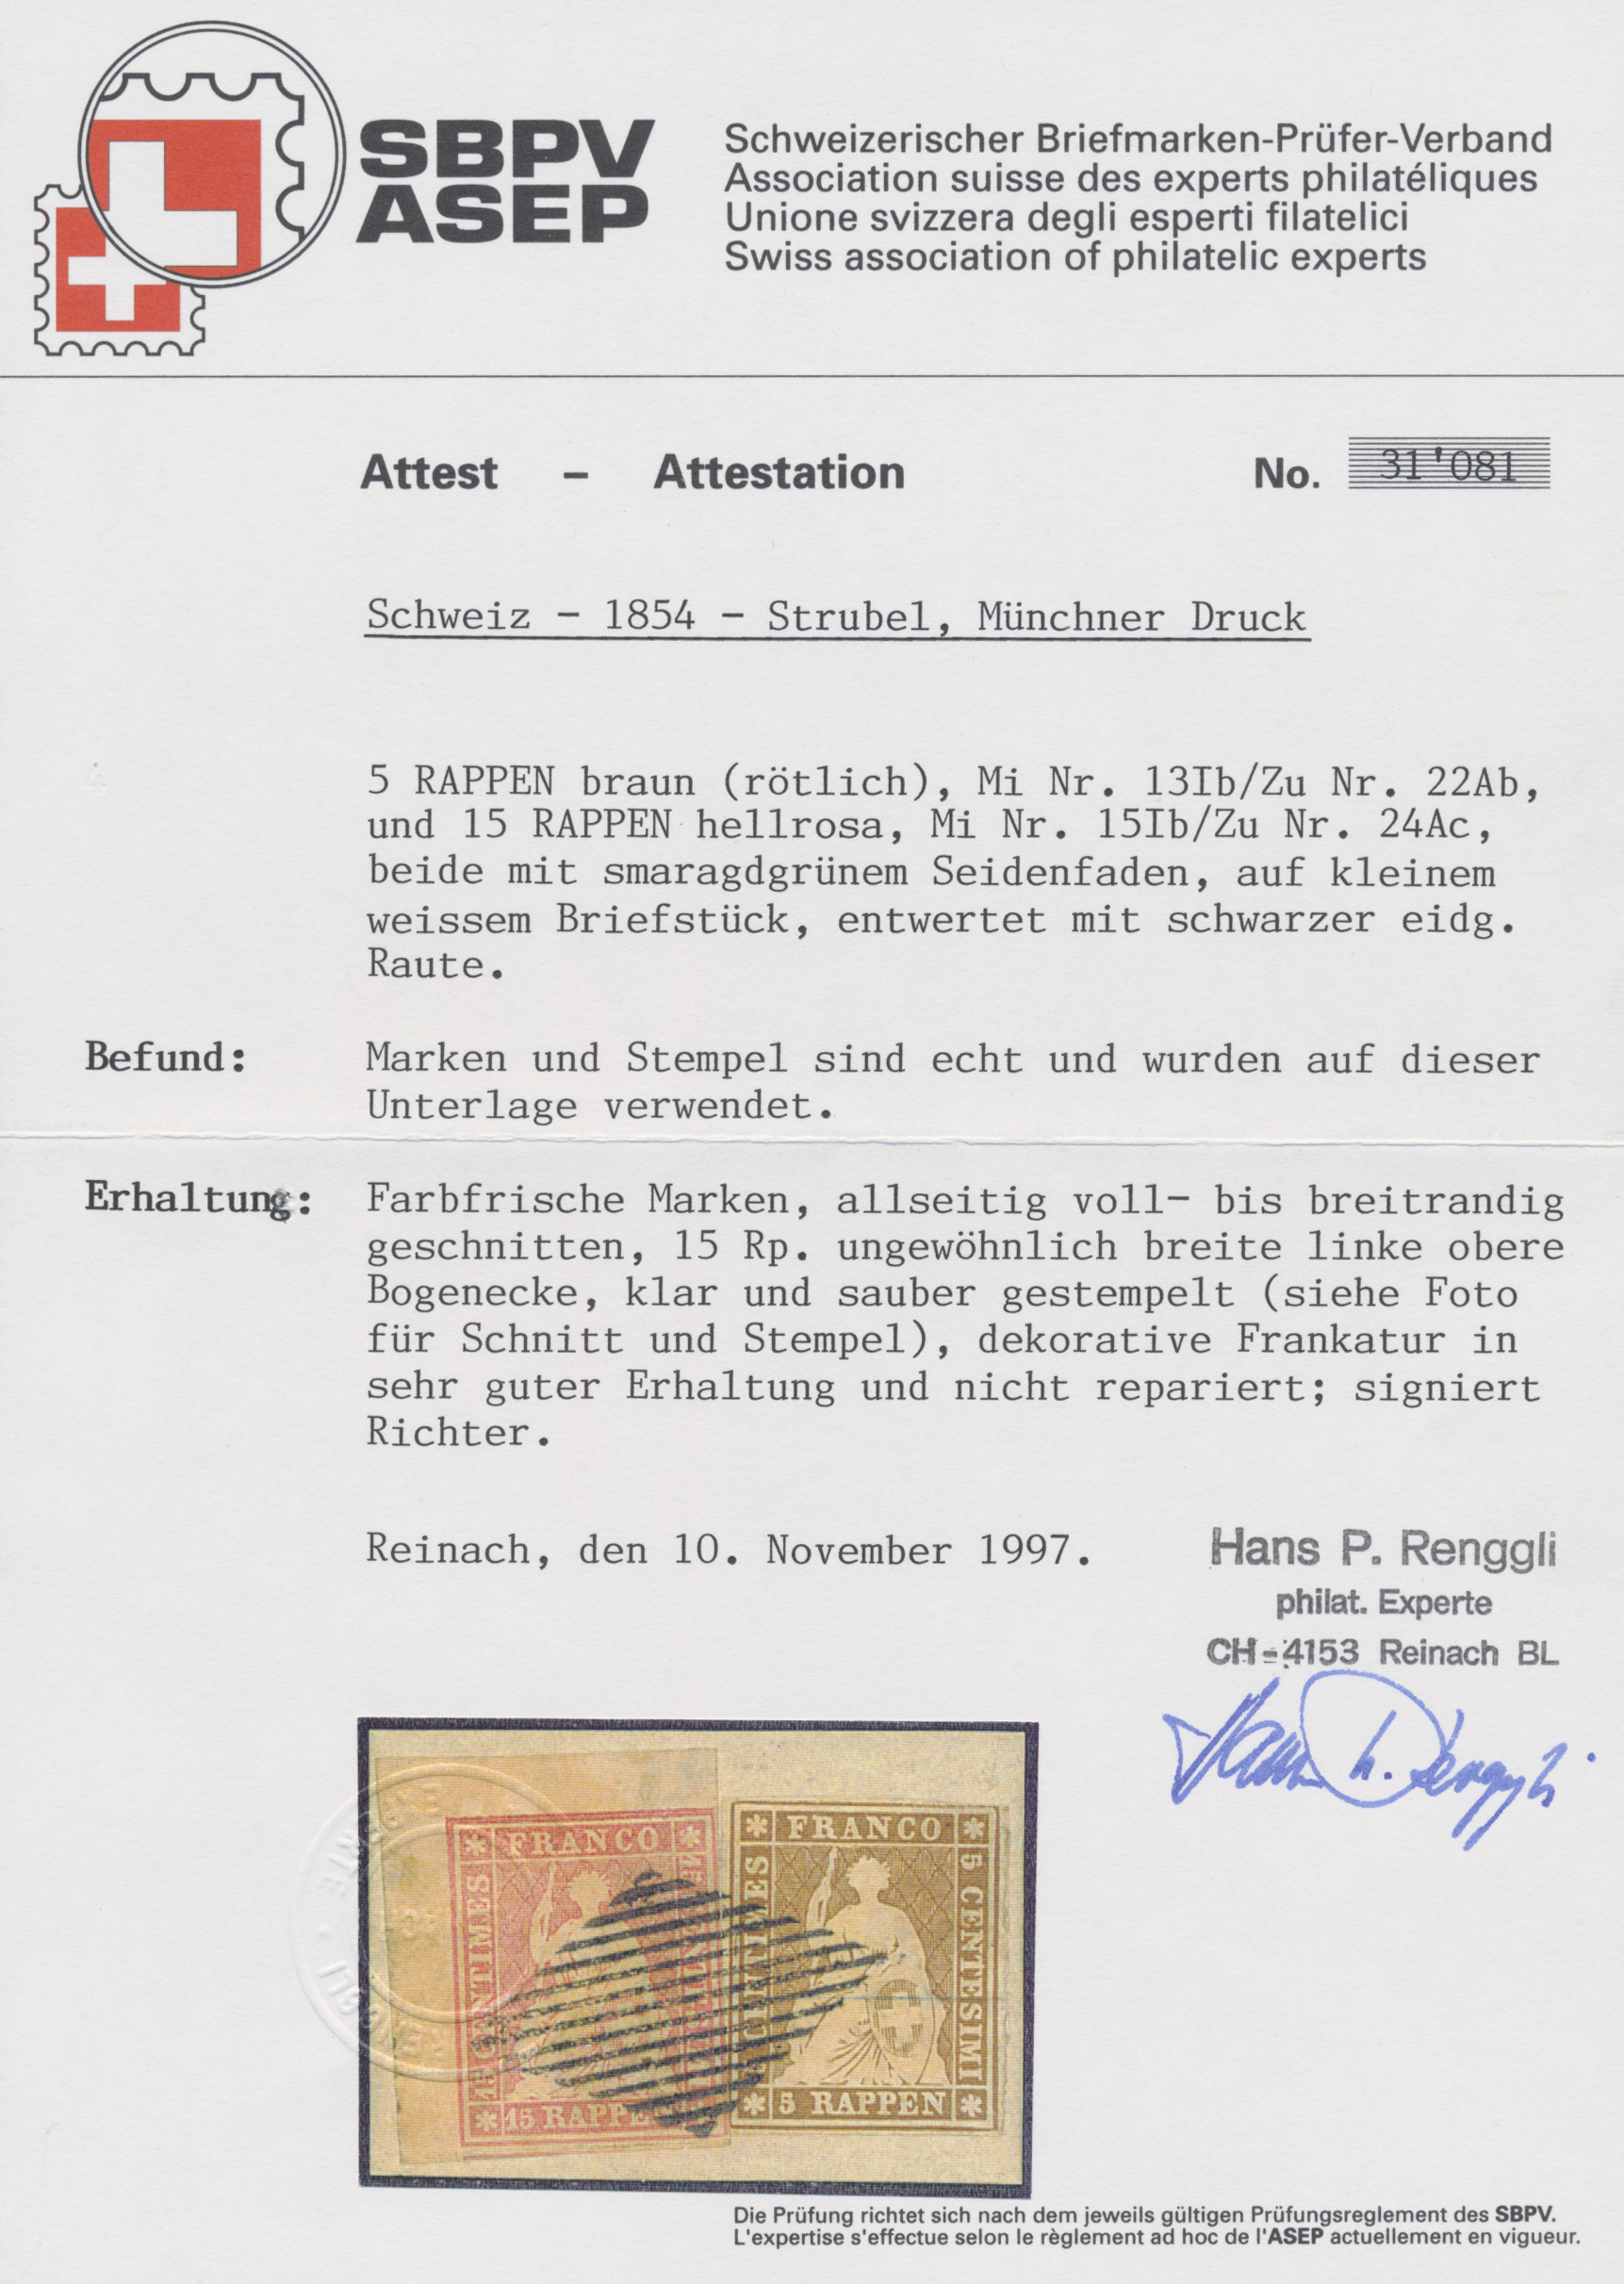 SBPV
ASEP
Schweizerischer Briefmarken-Prüfer-Verband
Association suisse des experts philatéliques
Unione svizzera degli esperti filatelici
Swiss association of philatelic experts
Attest – Attestation No. 31'081
Schweiz - 1854 - Strubel, Münchner Druck
5 RAPPEN braun (rötlich), Mi Nr. 13Ib/Zu Nr. 22Ab,
und 15 RAPPEN hellrosa, Mi Nr. 15Ib/Zu Nr. 24Ac,
beide mit smaragdgrünem Seidenfaden, auf kleinem
weissem Briefstück, entwertet mit schwarzer eidg.
Raute.
Befund: Marken und Stempel sind echt und wurden auf dieser
Unterlage verwendet.
Erhaltung: Farbfrische Marken, allseitig voll- bis breitrandig
geschnitten, 15 Rp. ungewöhnlich breite linke obere
Bogenecke, klar und sauber gestempelt (siehe Foto
für Schnitt und Stempel), dekorative Frankatur in
sehr guter Erhaltung und nicht repariert; signiert
Richter.
Reinach, den 10. November 1997.
Hans P. Renggli
philat. Experte
CH-4153 Reinach BL
FRANCO
15 CANTIMES
15 RAPPEN
FRANCO
5 CENTESIMI
5 RAPPEN
Die Prüfung richtet sich nach dem jeweils gültigen Prüfungsreglement des SBPV.
L'expertise s'effectue selon le règlement ad hoc de l'ASEP actuellement en vigueur.